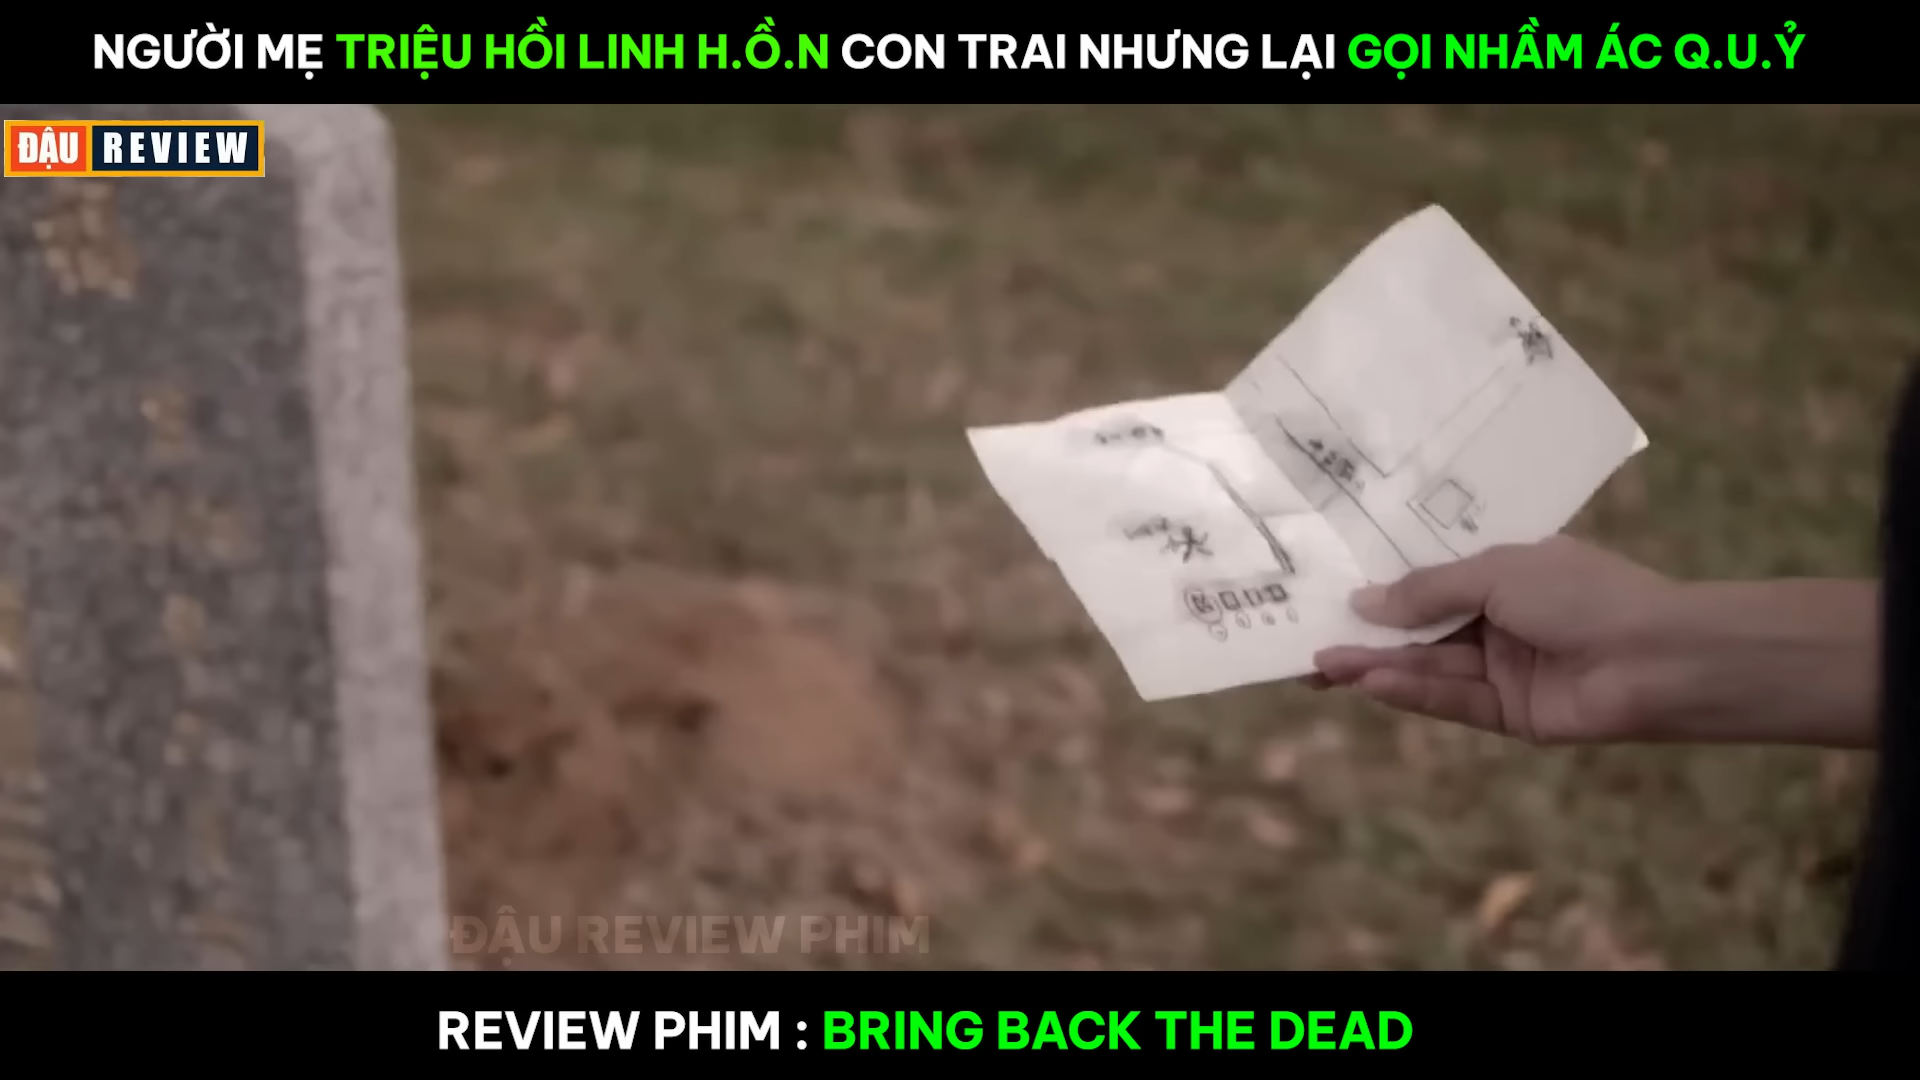 NGƯỜI MẸ TRIỆU HỒI LINH H.Ồ.N CON TRAI NHƯNG LẠI GỌI NHẦM ÁC Q.U.Ỷ
ĐẬU REVIEW
ĐẬU REVIEW PHIM
REVIEW PHIM : BRING BACK THE DEAD